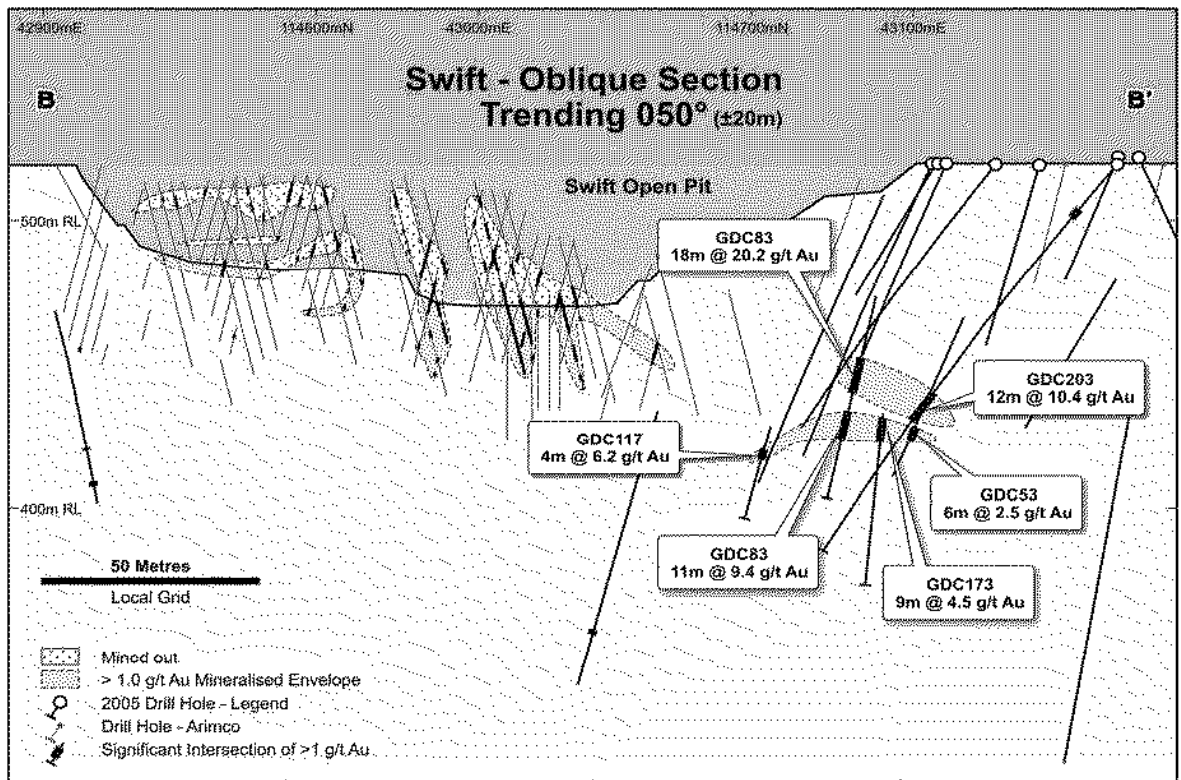 42900mE
114600mN
43000mE
114700mN
43100mE
Swift - Oblique Section
Trending 050° (±20m)
B
B'
Swift Open Pit
500m RL
GDC83
18m @ 20.2 g/t Au
GDC203
12m @ 10.4 g/t Au
GDC117
4m @ 6.2 g/t Au
GDC53
6m @ 2.5 g/t Au
400m RL
GDC83
11m @ 9.4 g/t Au
GDC173
9m @ 4.5 g/t Au
50 Metres
Local Grid
Mined out
> 1.0 g/t Au Mineralised Envelope
2005 Drill Hole - Legend
Drill Hole - Arimco
Significant Intersection of >1 g/t Au